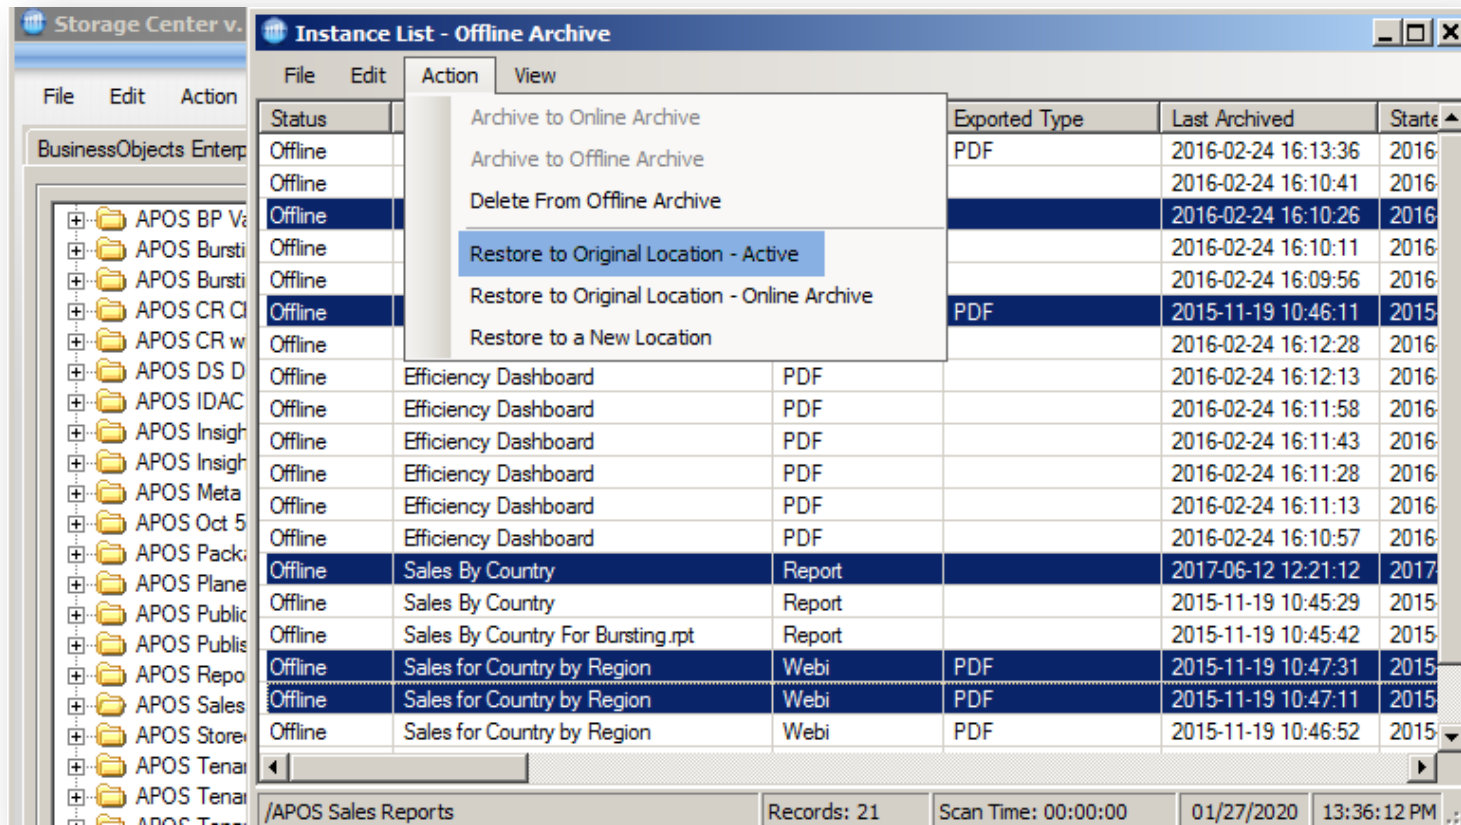 Storage Center v.
File Edit Action
BusinessObjects Enterp
APOS BP Va
APOS Bursti
APOS Bursti
APOS CR Cl
APOS CR w
APOS DS D
APOS IDAC
APOS Insigh
APOS Insigh
APOS Meta
APOS Oct 5
APOS Packa
APOS Plane
APOS Public
APOS Publis
APOS Repo
APOS Sales
APOS Store
APOS Tenar
APOS Tenar
Instance List - Offline Archive
File Edit Action View
Archive to Online Archive
Archive to Offline Archive
Delete From Offline Archive
Restore to Original Location - Active
Restore to Original Location - Online Archive
Restore to a New Location
Status Exported Type Last Archived Starte
Offline PDF 2016-02-24 16:13:36 2016-
Offline 2016-02-24 16:10:41 2016-
Offline 2016-02-24 16:10:26 2016-
Offline 2016-02-24 16:10:11 2016-
Offline 2016-02-24 16:09:56 2016-
Offline PDF 2015-11-19 10:46:11 2015-
Offline 2016-02-24 16:12:28 2016-
Offline Efficiency Dashboard PDF 2016-02-24 16:12:13 2016-
Offline Efficiency Dashboard PDF 2016-02-24 16:11:58 2016-
Offline Efficiency Dashboard PDF 2016-02-24 16:11:43 2016-
Offline Efficiency Dashboard PDF 2016-02-24 16:11:28 2016-
Offline Efficiency Dashboard PDF 2016-02-24 16:11:13 2016-
Offline Efficiency Dashboard PDF 2016-02-24 16:10:57 2016-
Offline Sales By Country Report 2017-06-12 12:21:12 2017-
Offline Sales By Country Report 2015-11-19 10:45:29 2015-
Offline Sales By Country For Bursting.rpt Report 2015-11-19 10:45:42 2015-
Offline Sales for Country by Region Webi PDF 2015-11-19 10:47:31 2015-
Offline Sales for Country by Region Webi PDF 2015-11-19 10:47:11 2015-
Offline Sales for Country by Region Webi PDF 2015-11-19 10:46:52 2015-
/APOS Sales Reports Records: 21 Scan Time: 00:00:00 01/27/2020 13:36:12 PM